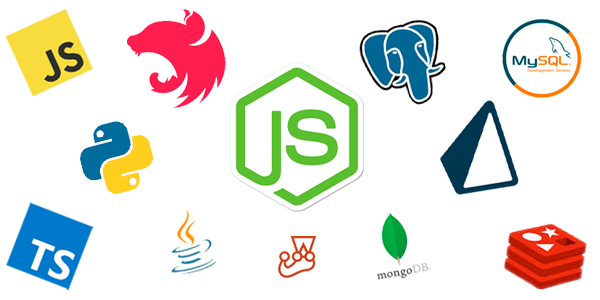 JS
MySQL.
Development Services
JS
TS
mongoDB.